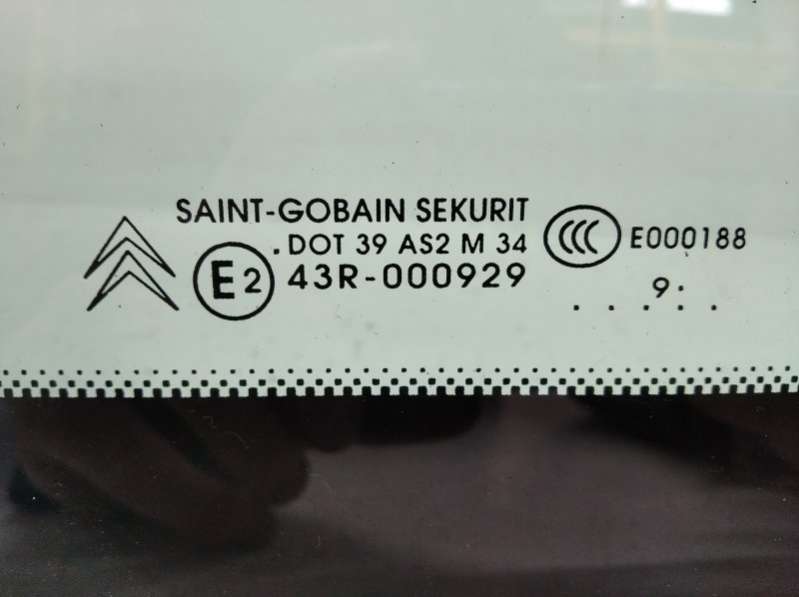 SAINT-GOBAIN SEKURIT
.DOT 39 AS2 M 34
E2 43R-000929
CCC E000188
. . 9 : .
. . . : . .